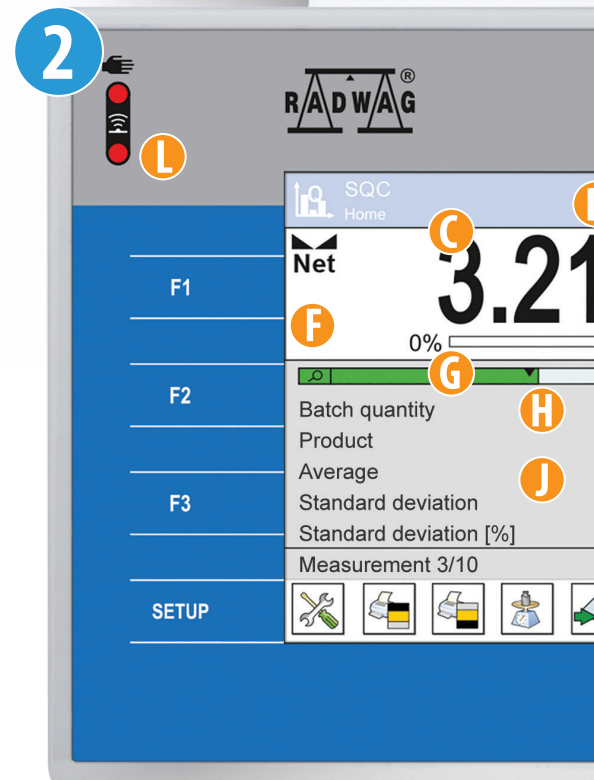 2
L
RADWAG®
SQC
Home
C
Net
3.21
F
F1
0%
G
F2
Batch quantity
H
Product
Average
J
F3
Standard deviation
Standard deviation [%]
Measurement 3/10
SETUP